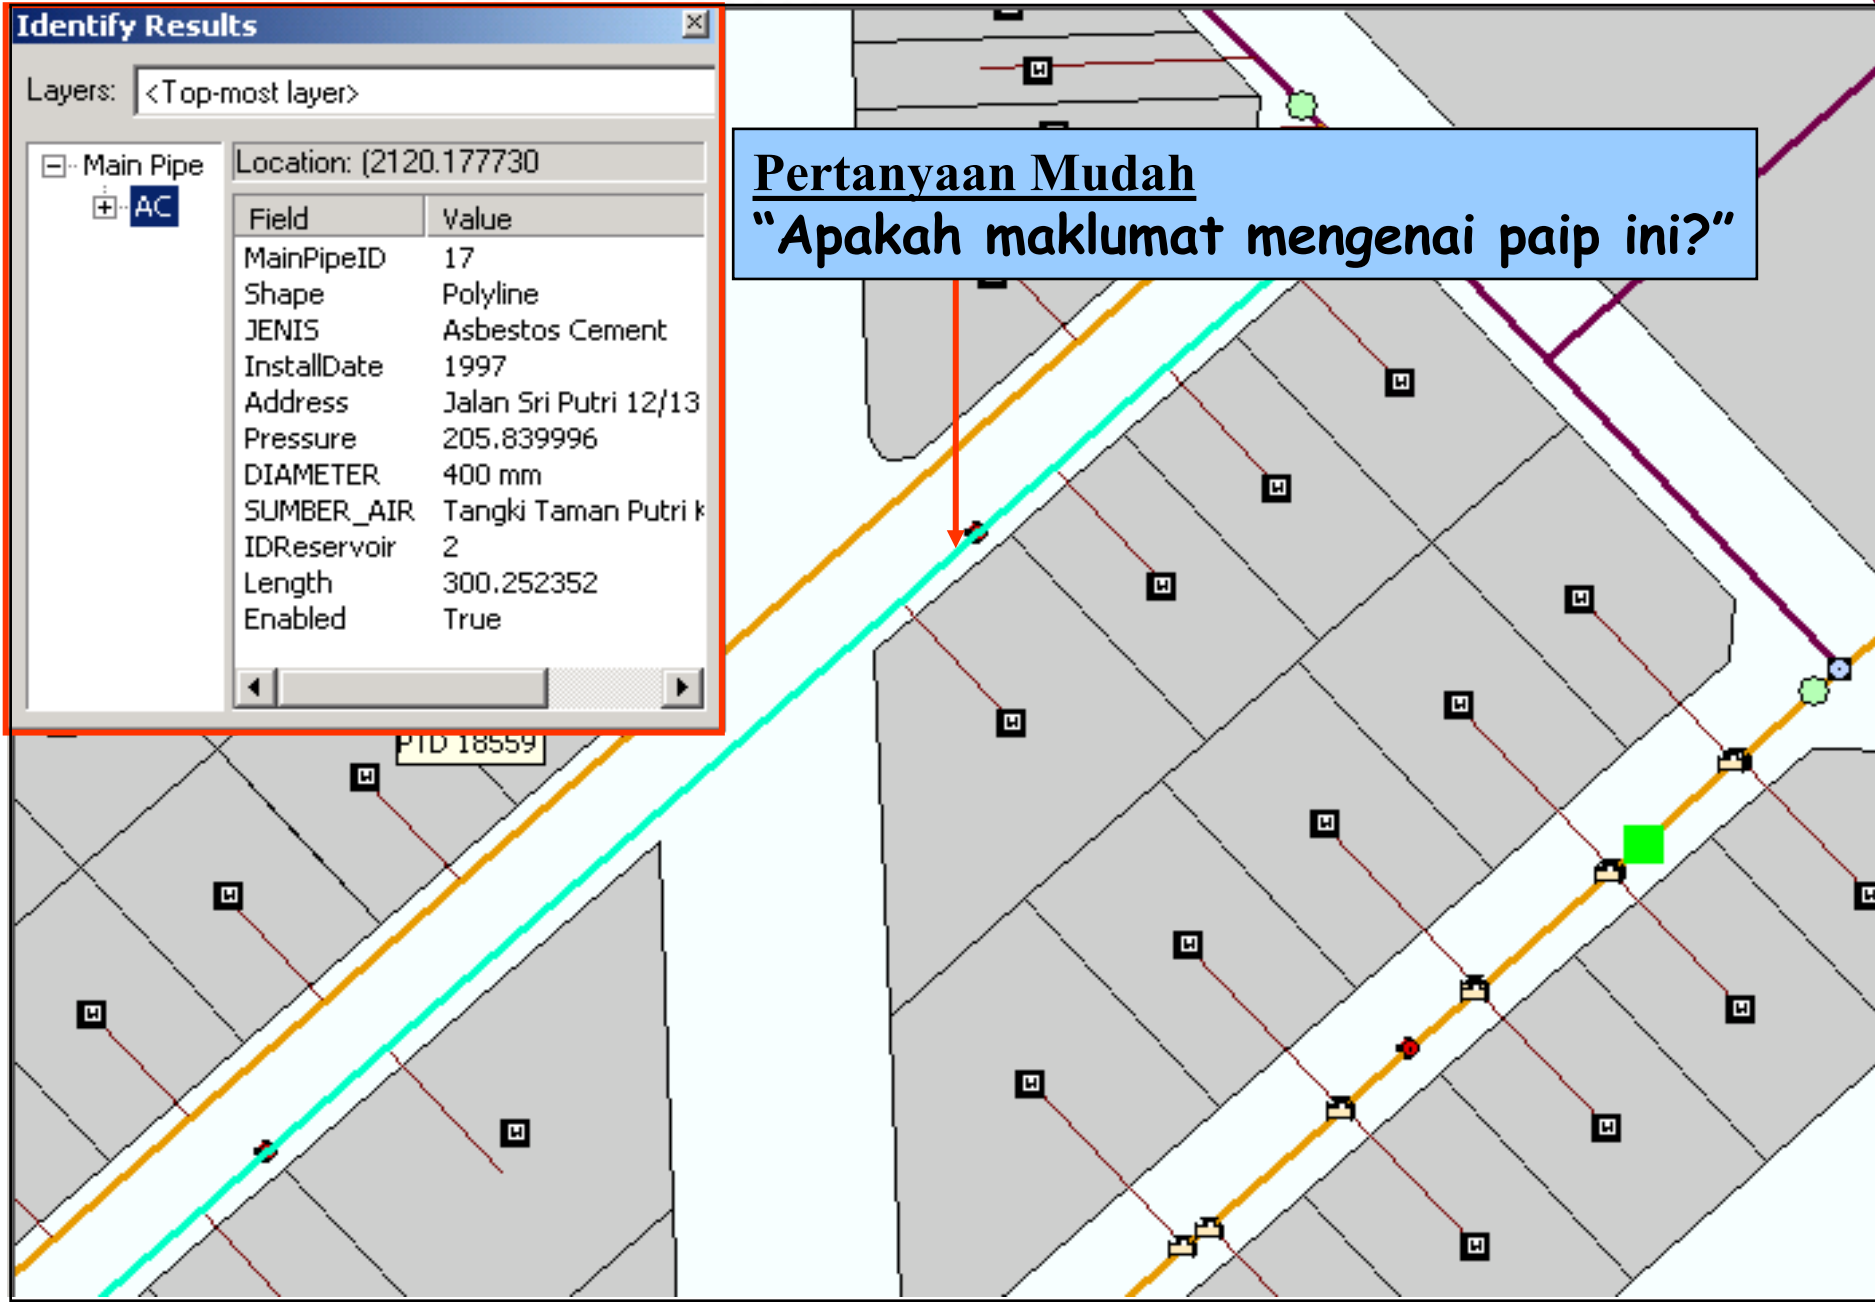 Identify Results
Layers: <Top-most layer>
Main Pipe
AC
Location: (2120.177730
Field Value
MainPipeID 17
Shape Polyline
JENIS Asbestos Cement
InstallDate 1997
Address Jalan Sri Putri 12/13
Pressure 205.839996
DIAMETER 400 mm
SUMBER_AIR Tangki Taman Putri
IDReservoir 2
Length 300.252352
Enabled True
Pertanyaan Mudah
“Apakah maklumat mengenai paip ini?”
PTD 18559